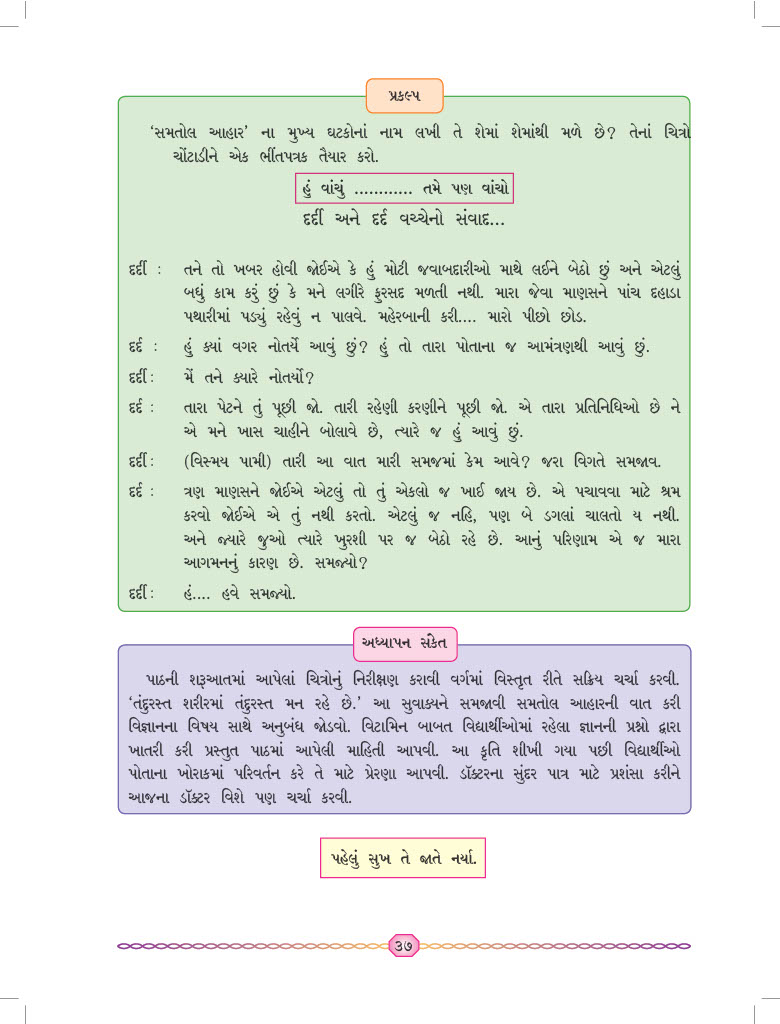 પ્રકલ્પ
‘સમતોલ આહાર’ ના મુખ્ય ઘટકોનાં નામ લખી તે શેમાં શેમાંથી મળે છે? તેનાં ચિત્રો
ચોંટાડીને એક ભીંતપત્રક તૈયાર કરો.
હું વાંચું ............ તમે પણ વાંચો
દર્દી અને દર્દ વચ્ચેનો સંવાદ...
દર્દી : તને તો ખબર હોવી જોઈએ કે હું મોટી જવાબદારીઓ માથે લઈને બેઠો છું અને એટલું
બધું કામ કરું છું કે મને લગીરે ફુરસદ મળતી નથી. મારા જેવા માણસને પાંચ દહાડા
પથારીમાં પડ્યું રહેવું ન પાલવે. મહેરબાની કરી.... મારો પીછો છોડ.
દર્દ : હું ક્યાં વગર નોતર્યે આવું છું? હું તો તારા પોતાના જ આમંત્રણથી આવું છું.
દર્દી : મેં તને ક્યારે નોતર્યો?
દર્દ : તારા પેટને તું પૂછી જો. તારી રહેણી કરણીને પૂછી જો. એ તારા પ્રતિનિધિઓ છે ને
એ મને ખાસ ચાહીને બોલાવે છે, ત્યારે જ હું આવું છું.
દર્દી : (વિસ્મય પામી) તારી આ વાત મારી સમજમાં કેમ આવે? જરા વિગતે સમજાવ.
દર્દ : ત્રણ માણસને જોઈએ એટલું તો તું એકલો જ ખાઈ જાય છે. એ પચાવવા માટે શ્રમ
કરવો જોઈએ એ તું નથી કરતો. એટલું જ નહિ, પણ બે ડગલાં ચાલતો ય નથી.
અને જ્યારે જુઓ ત્યારે ખુરશી પર જ બેઠો રહે છે. આનું પરિણામ એ જ મારા
આગમનનું કારણ છે. સમજ્યો?
દર્દી : હં.... હવે સમજ્યો.
અધ્યાપન સંકેત
પાઠની શરૂઆતમાં આપેલાં ચિત્રોનું નિરીક્ષણ કરાવી વર્ગમાં વિસ્તૃત રીતે સક્રિય ચર્ચા કરવી.
‘તંદુરસ્ત શરીરમાં તંદુરસ્ત મન રહે છે.’ આ સુવાક્યને સમજાવી સમતોલ આહારની વાત કરી
વિજ્ઞાનના વિષય સાથે અનુબંધ જોડવો. વિટામિન બાબત વિદ્યાર્થીઓમાં રહેલા જ્ઞાનની પ્રશ્નો દ્વારા
ખાતરી કરી પ્રસ્તુત પાઠમાં આપેલી માહિતી આપવી. આ કૃતિ શીખી ગયા પછી વિદ્યાર્થીઓ
પોતાના ખોરાકમાં પરિવર્તન કરે તે માટે પ્રેરણા આપવી. ડૉક્ટરના સુંદર પાત્ર માટે પ્રશંસા કરીને
આજના ડૉક્ટર વિશે પણ ચર્ચા કરવી.
પહેલું સુખ તે જાતે નર્યા.
૩૭